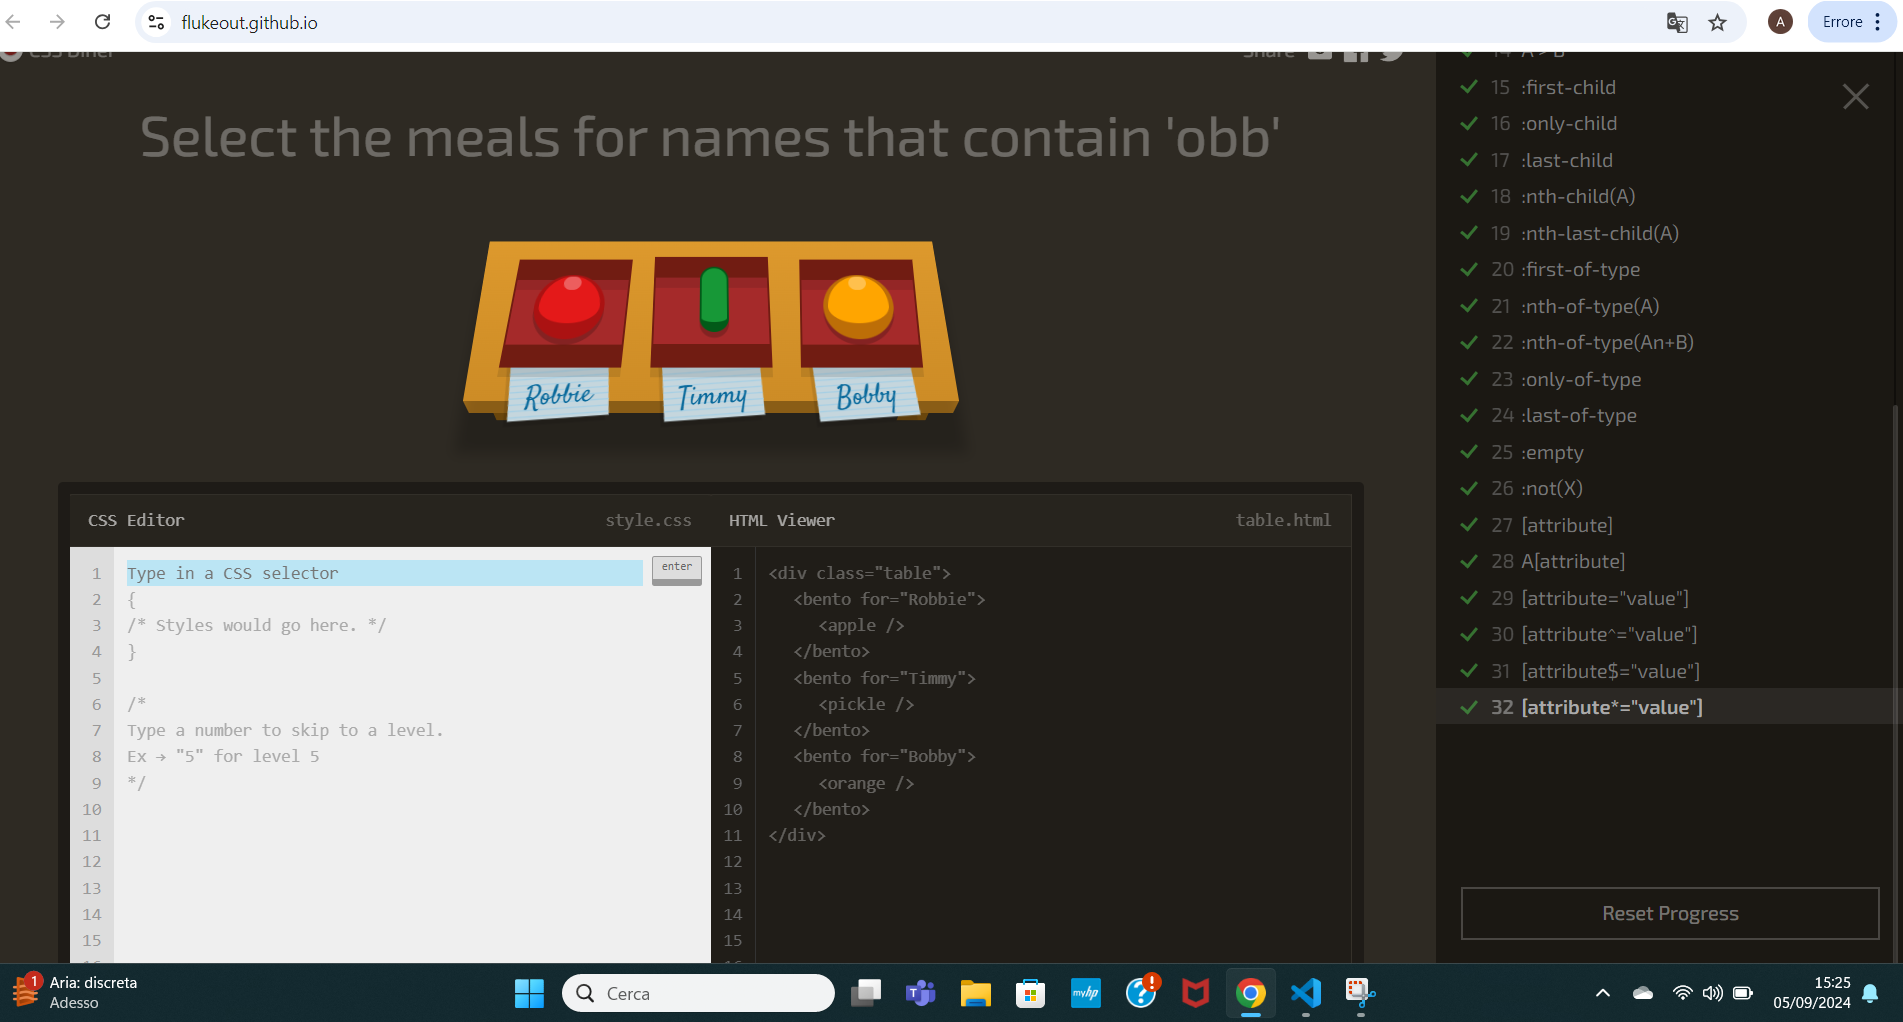 flukeout.github.io
A
Errore
CSS Diner
Share
Select the meals for names that contain 'obb'
Robbie
Timmy
Bobby
CSS Editor
style.css
1 Type in a CSS selector
enter
2 {
3 /* Styles would go here. */
4 }
5
6 /*
7 Type a number to skip to a level.
8 Ex → "5" for level 5
9 */
10
11
12
13
14
15
HTML Viewer
table.html
1 <div class="table">
2 <bento for="Robbie">
3 <apple />
4 </bento>
5 <bento for="Timmy">
6 <pickle />
7 </bento>
8 <bento for="Bobby">
9 <orange />
10 </bento>
11 </div>
12
13
14
15
14 A > B
15 :first-child
16 :only-child
17 :last-child
18 :nth-child(A)
19 :nth-last-child(A)
20 :first-of-type
21 :nth-of-type(A)
22 :nth-of-type(An+B)
23 :only-of-type
24 :last-of-type
25 :empty
26 :not(X)
27 [attribute]
28 A[attribute]
29 [attribute="value"]
30 [attribute^="value"]
31 [attribute$="value"]
32 [attribute*="value"]
Reset Progress
1
Aria: discreta
Adesso
Cerca
myhp
15:25
05/09/2024